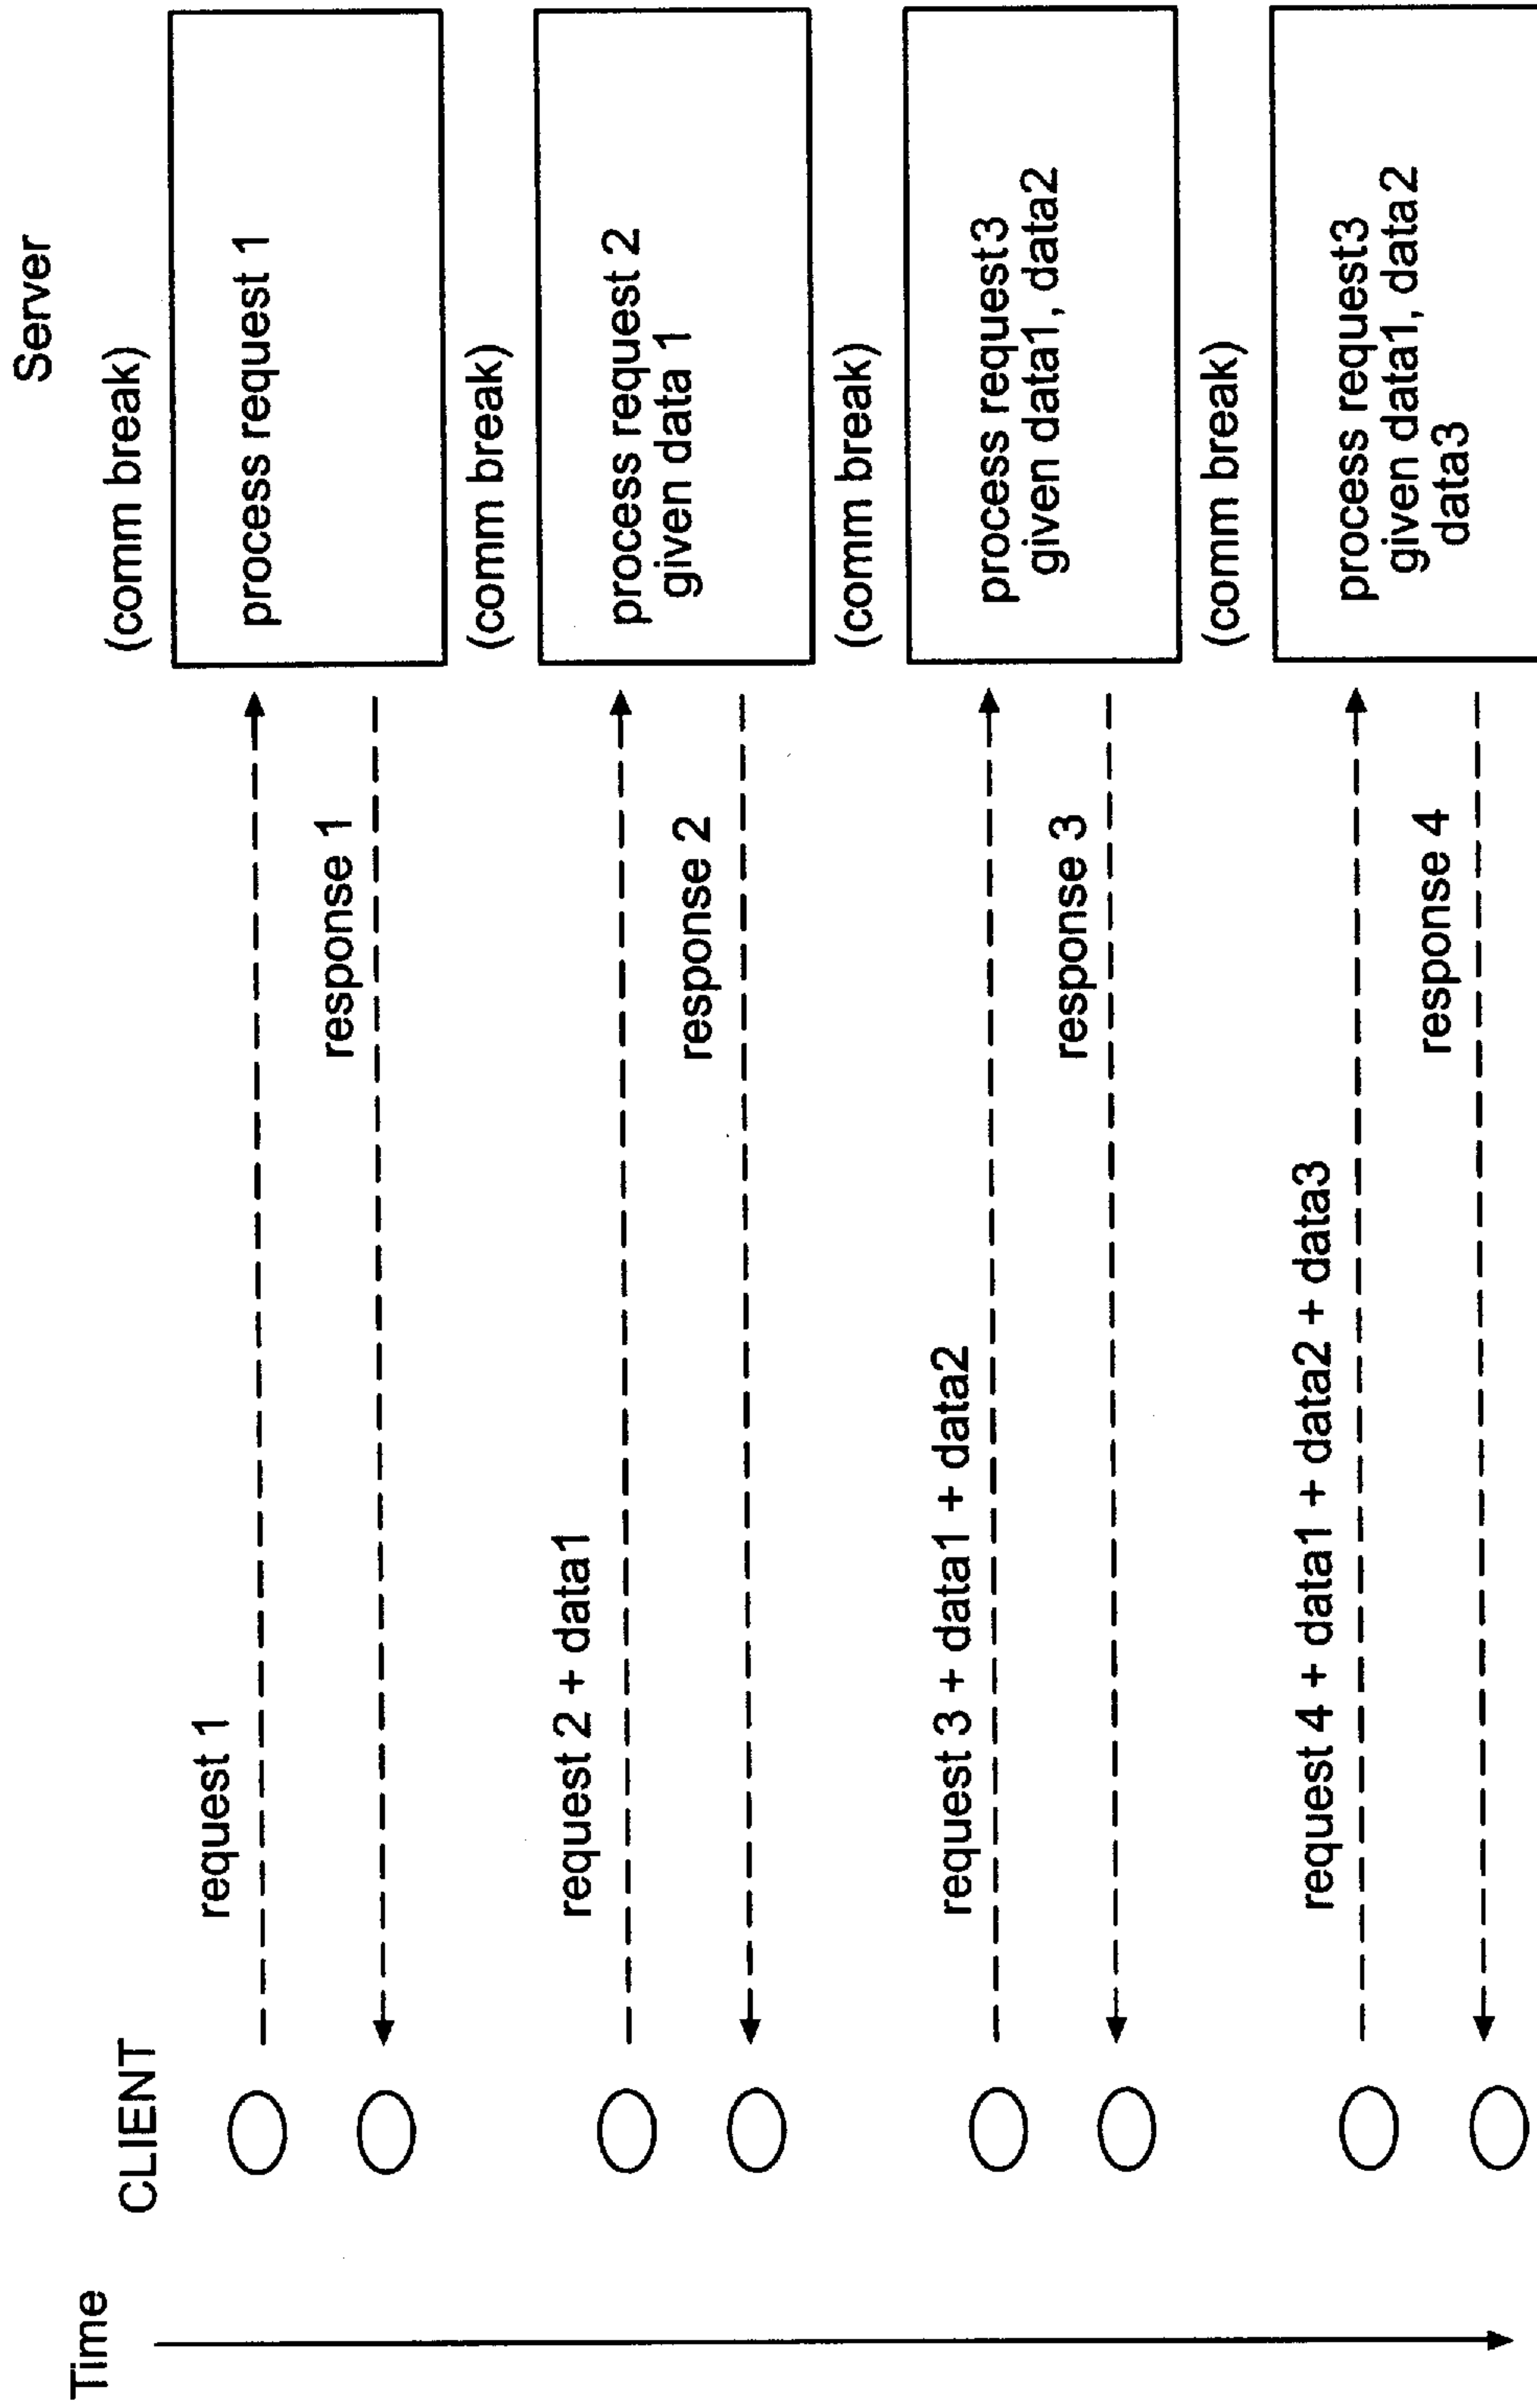 Time
CLIENT
Server
(comm break)
request 1
process request 1
response 1
(comm break)
request 2 + data1
process request 2
given data 1
response 2
(comm break)
request 3 + data1 + data2
process request3
given data1, data2
response 3
(comm break)
request 4 + data1 + data2 + data3
process request3
given data1, data2
data3
response 4